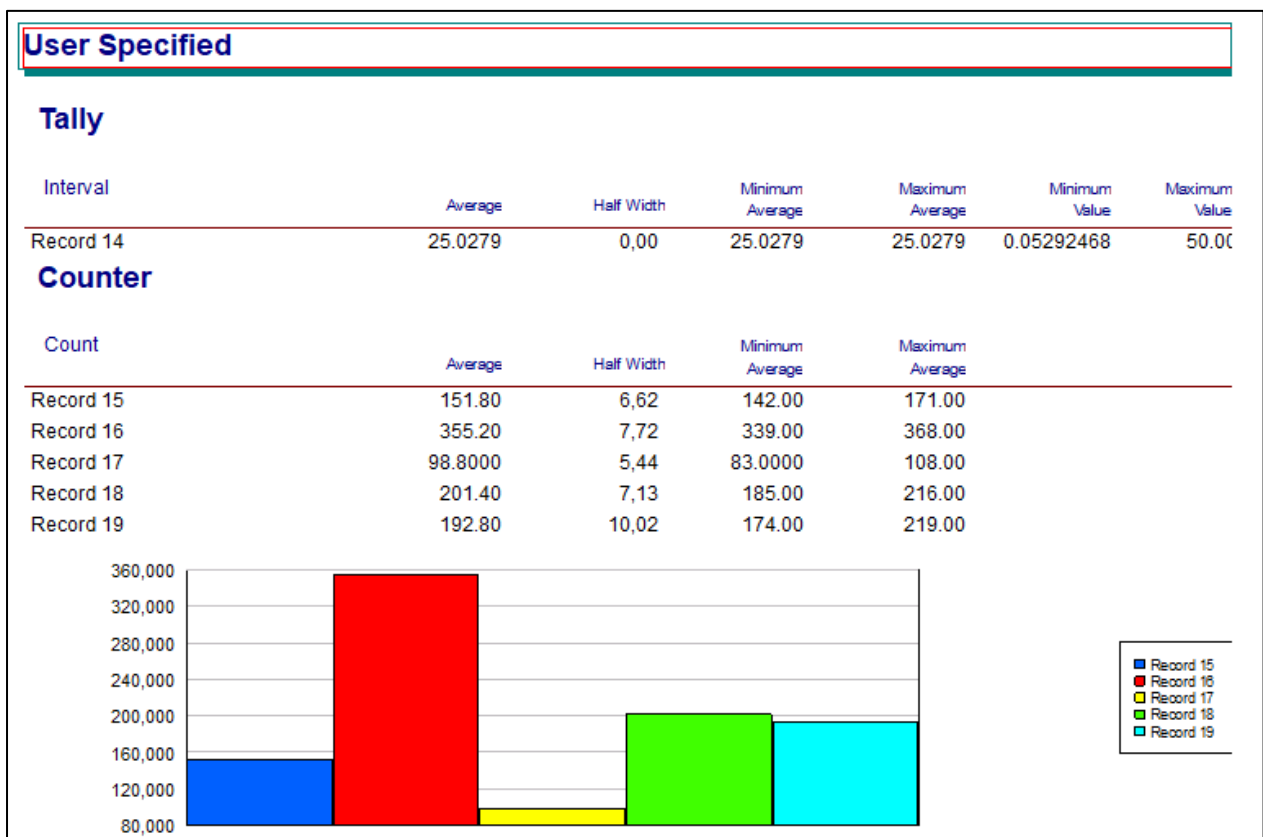 User Specified
Tally
Interval Average Half Width Minimum Average Maximum Average Minimum Value Maximum Value
Record 14 25.0279 0,00 25.0279 25.0279 0.05292468 50.00
Counter
Count Average Half Width Minimum Average Maximum Average
Record 15 151.80 6,62 142.00 171.00
Record 16 355.20 7,72 339.00 368.00
Record 17 98.8000 5,44 83.0000 108.00
Record 18 201.40 7,13 185.00 216.00
Record 19 192.80 10,02 174.00 219.00
360,000
320,000
280,000
240,000
200,000
160,000
120,000
80,000
Record 15
Record 16
Record 17
Record 18
Record 19